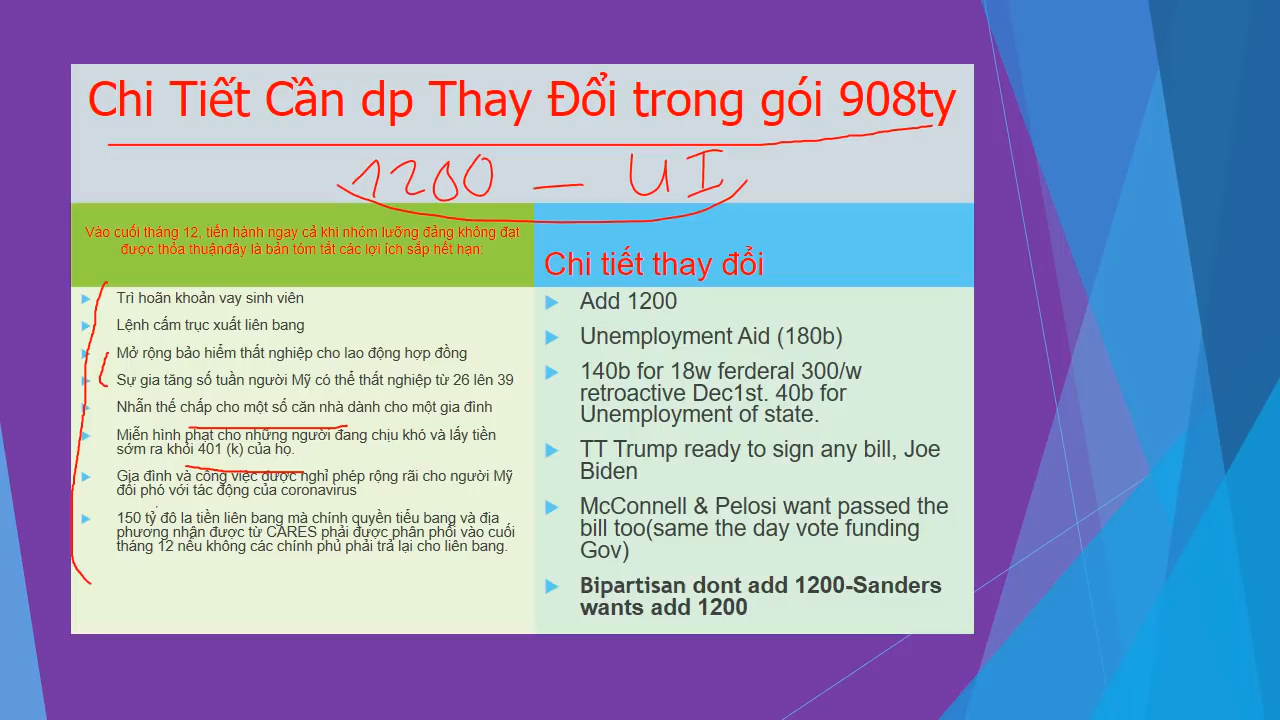 Chi Tiết Cần dp Thay Đổi trong gói 908ty
1200 – UI
Vào cuối tháng 12, tiến hành ngay cả khi nhóm lưỡng đảng không đạt
được thỏa thuậnđây là bản tóm tắt các lợi ích sắp hết hạn:
Trì hoãn khoản vay sinh viên
Lệnh cấm trục xuất liên bang
Mở rộng bảo hiểm thất nghiệp cho lao động hợp đồng
Sự gia tăng số tuần người Mỹ có thể thất nghiệp từ 26 lên 39
Nhẫn thế chấp cho một số căn nhà dành cho một gia đình
Miễn hình phạt cho những người đang chịu khó và lấy tiền
sớm ra khỏi 401 (k) của họ.
Gia đình và công việc được nghỉ phép rộng rãi cho người Mỹ
đối phó với tác động của coronavirus
150 tỷ đô la tiền liên bang mà chính quyền tiểu bang và địa
phương nhận được từ CARES phải được phân phối vào cuối
tháng 12 nếu không các chính phủ phải trả lại cho liên bang.
Chi tiết thay đổi
Add 1200
Unemployment Aid (180b)
140b for 18w ferderal 300/w
retroactive Dec1st. 40b for
Unemployment of state.
TT Trump ready to sign any bill, Joe
Biden
McConnell & Pelosi want passed the
bill too(same the day vote funding
Gov)
Bipartisan dont add 1200-Sanders
wants add 1200